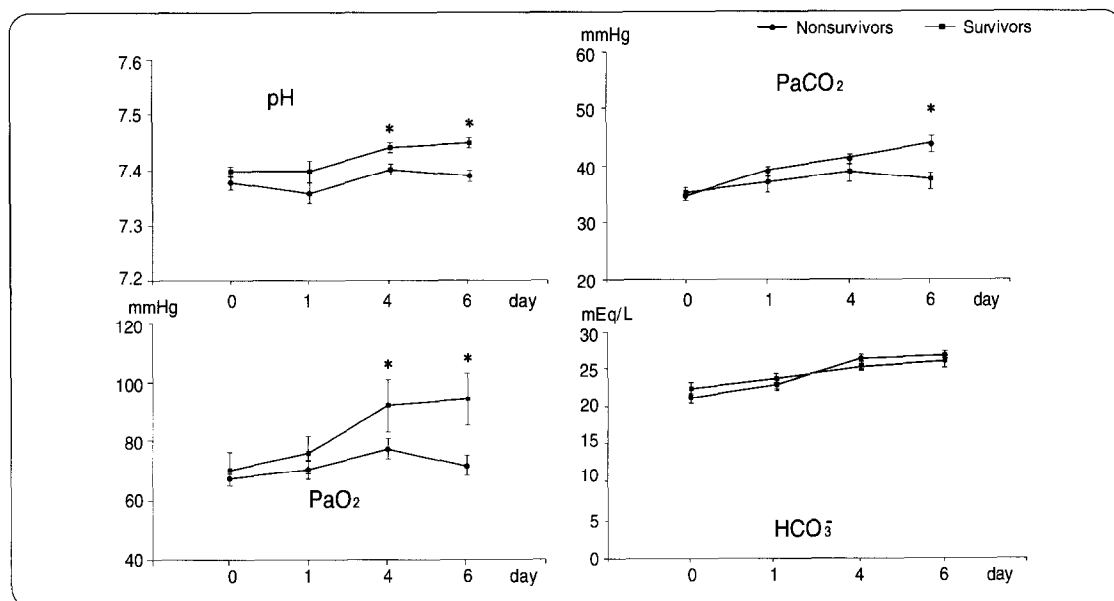 Nonsurvivors Survivors
7.6
7.5
7.4
7.3
7.2
pH
*
*
0 1 4 6 day
mmHg
60
50
40
30
20
PaCO₂
*
0 1 4 6 day
mmHg
120
100
80
60
40
PaO₂
*
*
0 1 4 6 day
mEq/L
30
25
20
15
10
5
0
HCO₃⁻
0 1 4 6 day